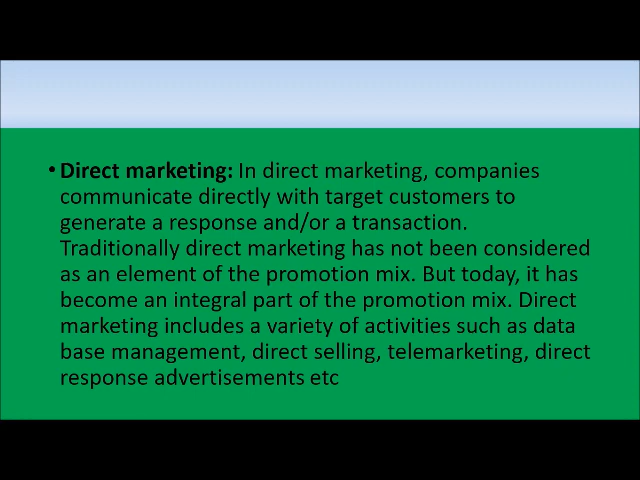 •Direct marketing: In direct marketing, companies
communicate directly with target customers to
generate a response and/or a transaction.
Traditionally direct marketing has not been considered
as an element of the promotion mix. But today, it has
become an integral part of the promotion mix. Direct
marketing includes a variety of activities such as data
base management, direct selling, telemarketing, direct
response advertisements etc